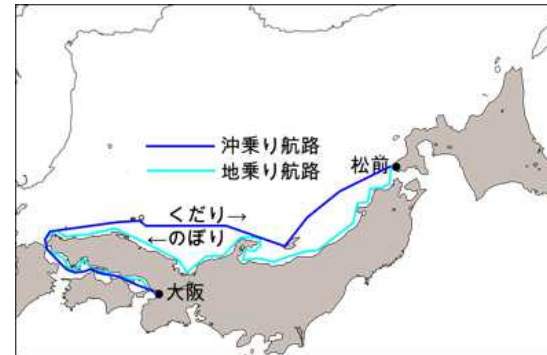 沖乗り航路
松前
地乗り航路
くだり→
←のぼり
大阪